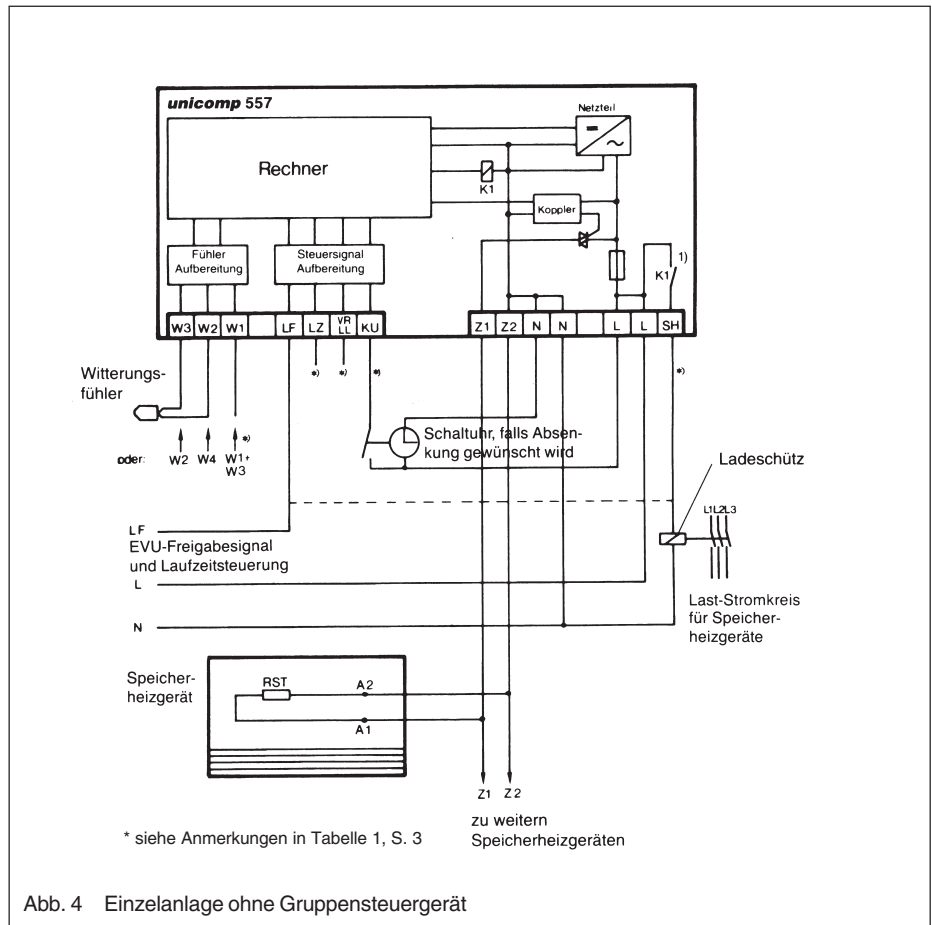 unicomp 557
Netzteil
Rechner
K1
Koppler
Fühler
Aufbereitung
Steuersignal
Aufbereitung
K1
1)
W3 W2 W1 LF LZ VR LL KU Z1 Z2 N N L L SH
Witterungs-
fühler
*) *) *) *)
oder: W2 W4 W1+ W3 *)
Schaltuhr, falls Absen-
kung gewünscht wird
Ladeschütz
L1 L2 L3
LF
EVU-Freigabesignal
und Laufzeitsteuerung
L
N
Last-Stromkreis
für Speicher-
heizgeräte
Speicher-
heizgerät
RST
A2
A1
Z1 Z2
zu weitern
Speicherheizgeräten
* siehe Anmerkungen in Tabelle 1, S. 3
Abb. 4 Einzelanlage ohne Gruppensteuergerät